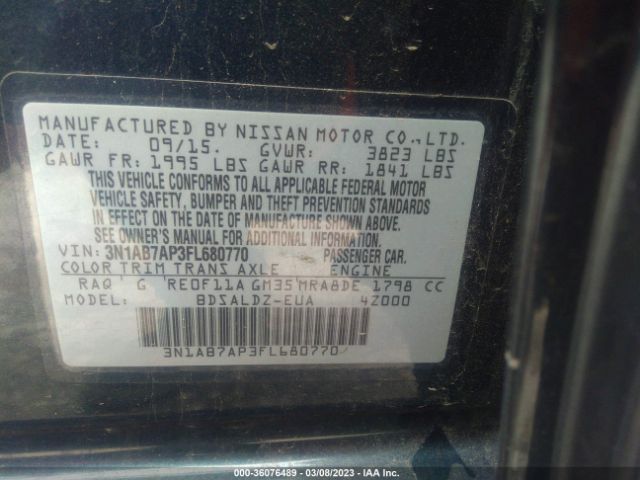 MANUFACTURED BY NISSAN MOTOR CO., LTD.
DATE: 09/15. GVWR: 3823 LBS
GAWR FR: 1995 LBS GAWR RR: 1841 LBS
THIS VEHICLE CONFORMS TO ALL APPLICABLE FEDERAL MOTOR
VEHICLE SAFETY, BUMPER AND THEFT PREVENTION STANDARDS
IN EFFECT ON THE DATE OF MANUFACTURE SHOWN ABOVE.
SEE OWNER'S MANUAL FOR ADDITIONAL INFORMATION.
VIN: 3N1AB7AP3FL680770 PASSENGER CAR.
COLOR TRIM TRANS AXLE ENGINE
RAQ G RE0F11A GM35 MRA8DE 1798 CC
MODEL: BDSALDZ-EUA 4Z000
3N1AB7AP3FL680770
000-36076489 - 03/08/2023 - IAA Inc.